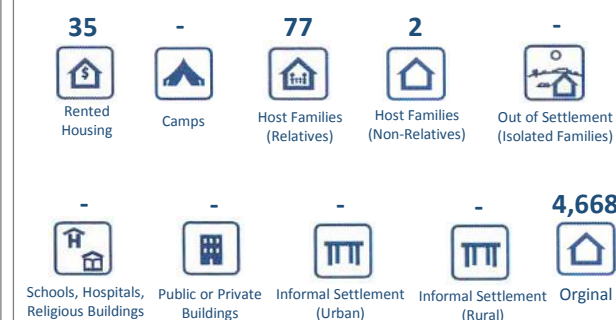 35 - 77 2 -
$
Rented
Housing
Camps
Host Families
(Relatives)
Host Families
(Non-Relatives)
Out of Settlement
(Isolated Families)
- - - - 4,668
H
Schools, Hospitals,
Religious Buildings
Public or Private
Buildings
Informal Settlement
(Urban)
Informal Settlement
(Rural)
Orginal